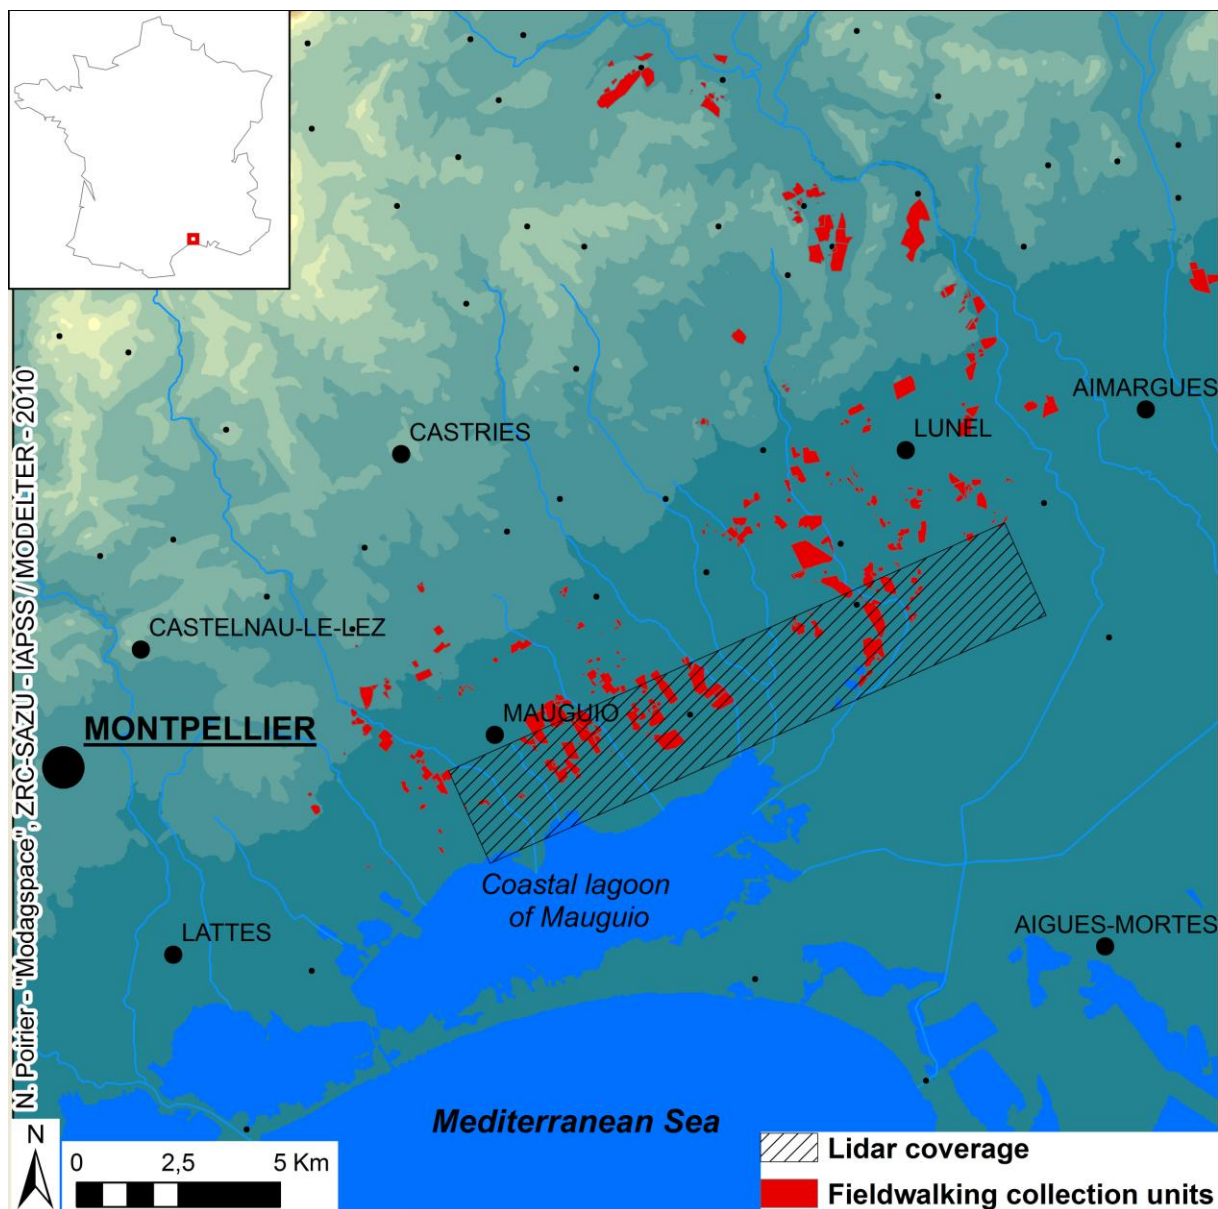 AIMARGUES
CASTRIES
LUNEL
CASTELNAU-LE-LEZ
MONTPELLIER
MAUGUIO
Coastal lagoon
of Mauguio
LATTES
AIGUES-MORTES
Mediterranean Sea
N. Poirier - "Modagspace", ZRC-SAZU - IAPSS / MODELTER - 2010
N
0 2,5 5 Km
Lidar coverage
Fieldwalking collection units